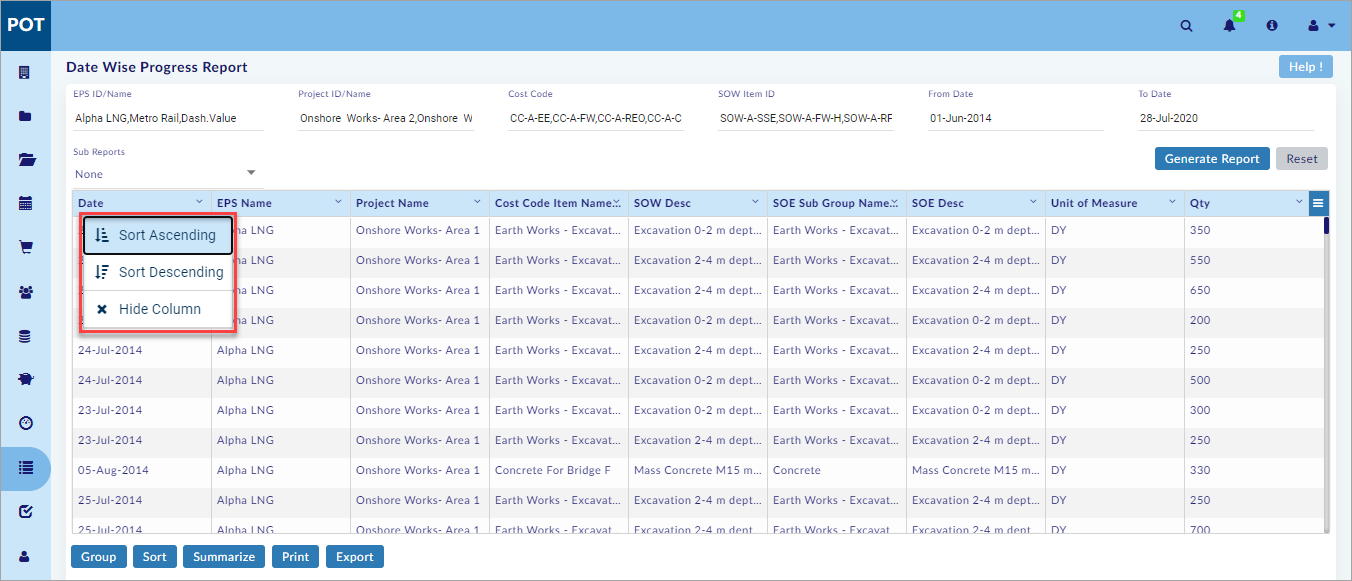 POT
4
Date Wise Progress Report
Help !
EPS ID/Name Project ID/Name Cost Code SOW Item ID From Date To Date
Alpha LNG,Metro Rail,Dash.Value Onshore Works- Area 2,Onshore W CC-A-EE,CC-A-FW,CC-A-REO,CC-A-C SOW-A-SSE,SOW-A-FW-H,SOW-A-RF 01-Jun-2014 28-Jul-2020
Sub Reports
None
Generate Report Reset
Date EPS Name Project Name Cost Code Item Name... SOW Desc SOE Sub Group Name... SOE Desc Unit of Measure Qty
Sort Ascending
Sort Descending
Hide Column
Alpha LNG Onshore Works- Area 1 Earth Works - Excavat... Excavation 0-2 m dept... Earth Works - Excavat... Excavation 0-2 m dept... DY 350
Alpha LNG Onshore Works- Area 1 Earth Works - Excavat... Excavation 2-4 m dept... Earth Works - Excavat... Excavation 2-4 m dept... DY 550
Alpha LNG Onshore Works- Area 1 Earth Works - Excavat... Excavation 2-4 m dept... Earth Works - Excavat... Excavation 2-4 m dept... DY 650
Alpha LNG Onshore Works- Area 1 Earth Works - Excavat... Excavation 0-2 m dept... Earth Works - Excavat... Excavation 0-2 m dept... DY 200
24-Jul-2014 Alpha LNG Onshore Works- Area 1 Earth Works - Excavat... Excavation 2-4 m dept... Earth Works - Excavat... Excavation 2-4 m dept... DY 250
24-Jul-2014 Alpha LNG Onshore Works- Area 1 Earth Works - Excavat... Excavation 0-2 m dept... Earth Works - Excavat... Excavation 0-2 m dept... DY 500
23-Jul-2014 Alpha LNG Onshore Works- Area 1 Earth Works - Excavat... Excavation 0-2 m dept... Earth Works - Excavat... Excavation 0-2 m dept... DY 300
23-Jul-2014 Alpha LNG Onshore Works- Area 1 Earth Works - Excavat... Excavation 2-4 m dept... Earth Works - Excavat... Excavation 2-4 m dept... DY 250
05-Aug-2014 Alpha LNG Onshore Works- Area 1 Concrete For Bridge F Mass Concrete M15 m... Concrete Mass Concrete M15 m... DY 330
25-Jul-2014 Alpha LNG Onshore Works- Area 1 Earth Works - Excavat... Excavation 2-4 m dept... Earth Works - Excavat... Excavation 2-4 m dept... DY 250
25-Jul-2014 Alpha LNG Onshore Works- Area 1 Earth Works - Excavat... Excavation 0-2 m dept... Earth Works - Excavat... Excavation 0-2 m dept... DY 700
Group Sort Summarize Print Export